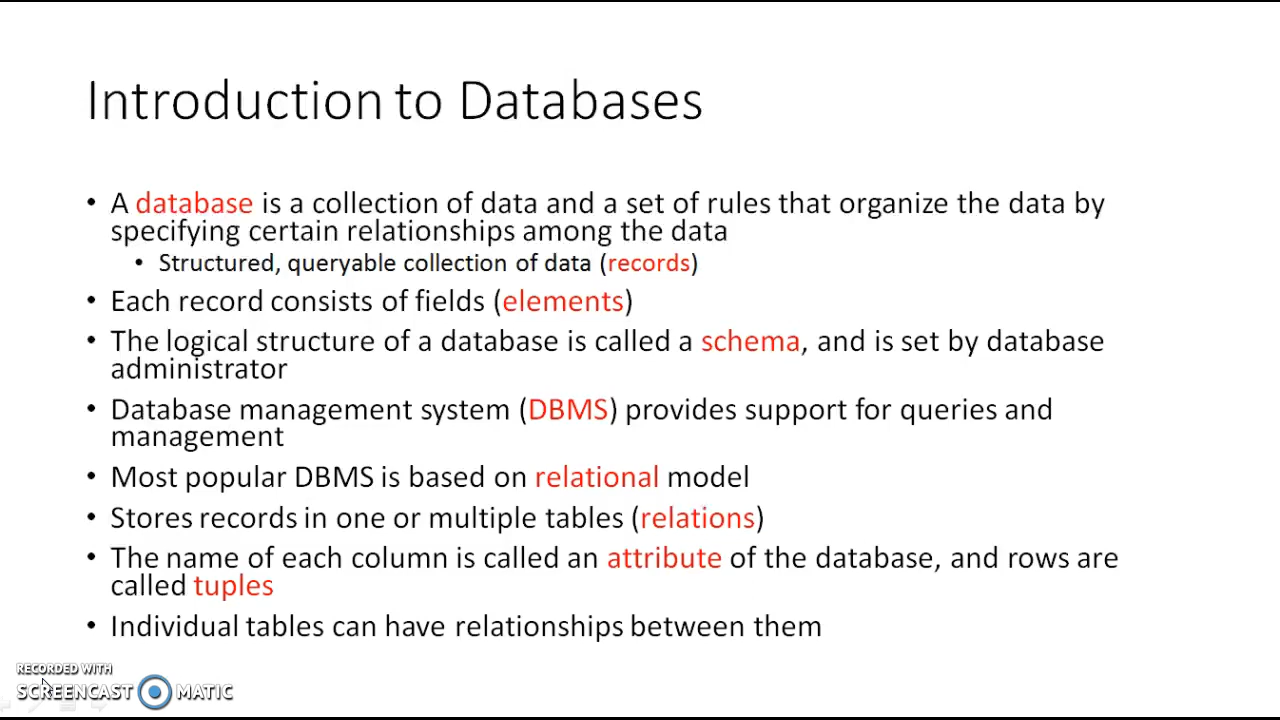 Introduction to Databases
• A database is a collection of data and a set of rules that organize the data by
specifying certain relationships among the data
• Structured, queryable collection of data (records)
• Each record consists of fields (elements)
• The logical structure of a database is called a schema, and is set by database
administrator
• Database management system (DBMS) provides support for queries and
management
• Most popular DBMS is based on relational model
• Stores records in one or multiple tables (relations)
• The name of each column is called an attribute of the database, and rows are
called tuples
• Individual tables can have relationships between them
RECORDED WITH
SCREENCAST MATIC